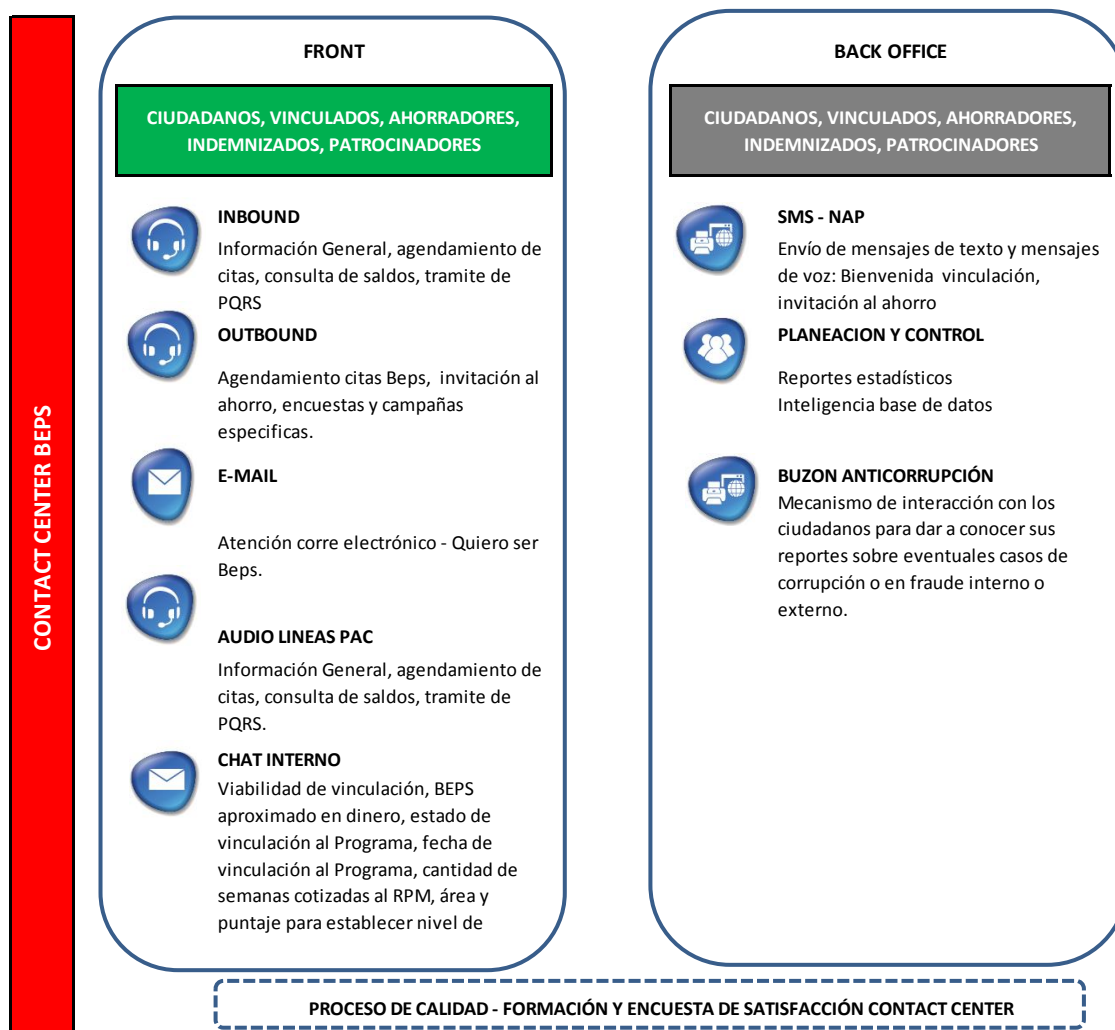 CONTACT CENTER BEPS
FRONT
CIUDADANOS, VINCULADOS, AHORRADORES,
INDEMNIZADOS, PATROCINADORES
INBOUND
Información General, agendamiento de
citas, consulta de saldos, tramite de
PQRS
OUTBOUND
Agendamiento citas Beps, invitación al
ahorro, encuestas y campañas
especificas.
E-MAIL
Atención corre electrónico - Quiero ser
Beps.
AUDIO LINEAS PAC
Información General, agendamiento de
citas, consulta de saldos, tramite de
PQRS.
CHAT INTERNO
Viabilidad de vinculación, BEPS
aproximado en dinero, estado de
vinculación al Programa, fecha de
vinculación al Programa, cantidad de
semanas cotizadas al RPM, área y
puntaje para establecer nivel de
BACK OFFICE
CIUDADANOS, VINCULADOS, AHORRADORES,
INDEMNIZADOS, PATROCINADORES
SMS - NAP
Envío de mensajes de texto y mensajes
de voz: Bienvenida vinculación,
invitación al ahorro
PLANEACION Y CONTROL
Reportes estadísticos
Inteligencia base de datos
BUZON ANTICORRUPCIÓN
Mecanismo de interacción con los
ciudadanos para dar a conocer sus
reportes sobre eventuales casos de
corrupción o en fraude interno o
externo.
PROCESO DE CALIDAD - FORMACIÓN Y ENCUESTA DE SATISFACCIÓN CONTACT CENTER